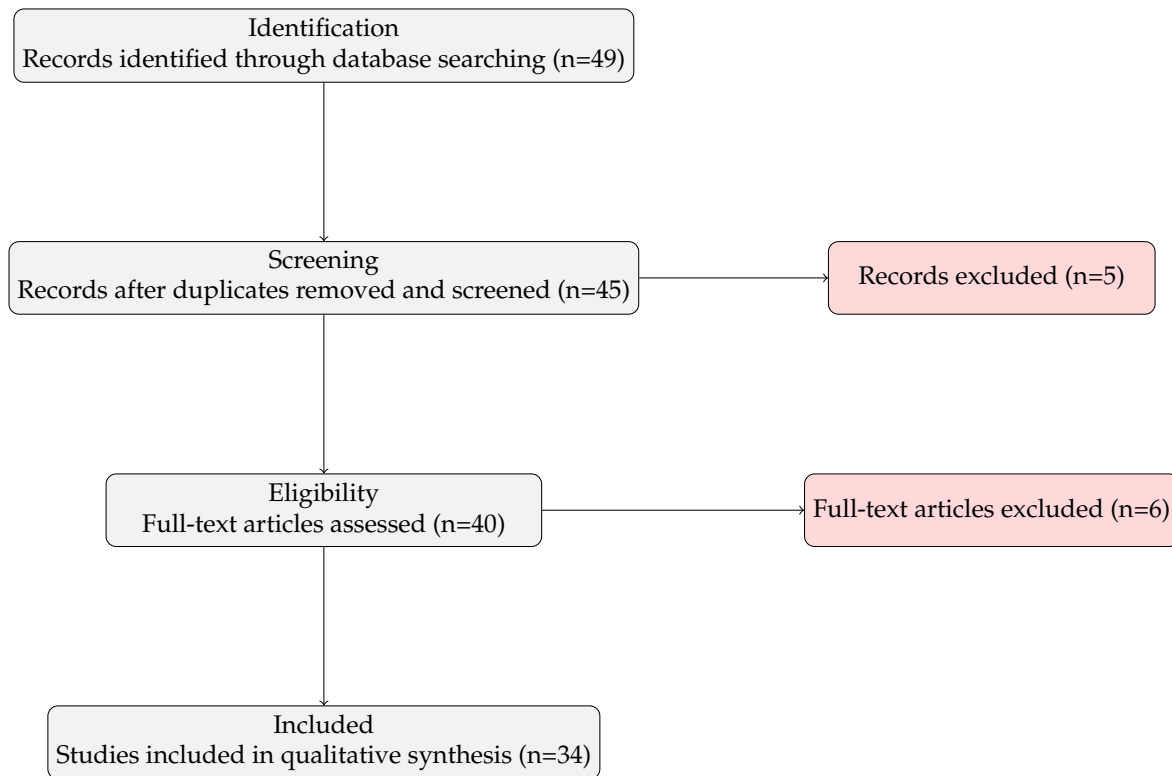 Identification
Records identified through database searching (n=49)
Screening
Records after duplicates removed and screened (n=45)
Records excluded (n=5)
Eligibility
Full-text articles assessed (n=40)
Full-text articles excluded (n=6)
Included
Studies included in qualitative synthesis (n=34)